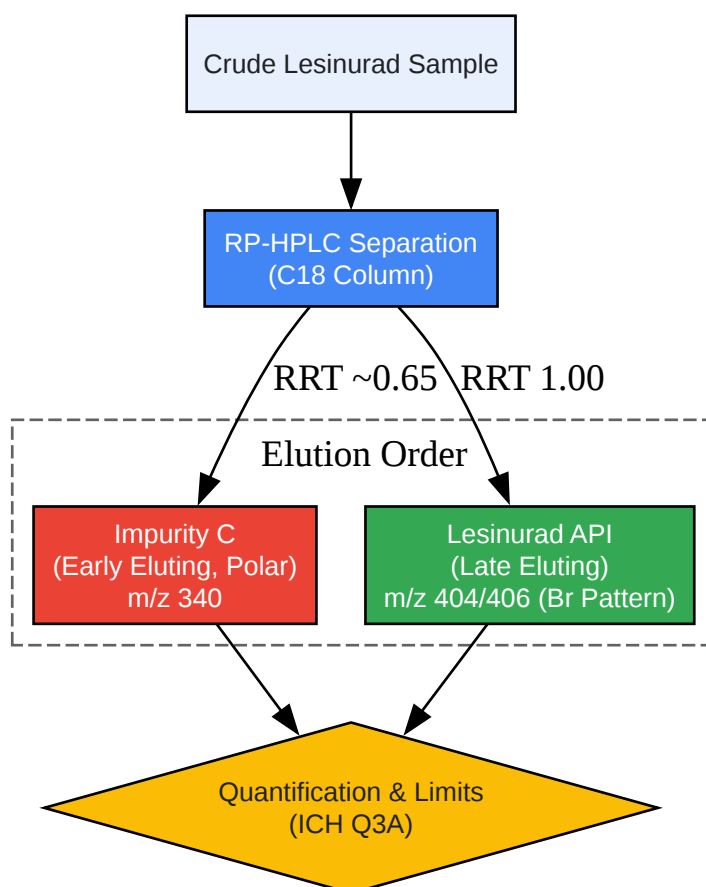 Crude Lesinurad Sample
RP-HPLC Separation
(C18 Column)
RRT ~0.65
RRT 1.00
Elution Order
Impurity C
(Early Eluting, Polar)
m/z 340
Lesinurad API
(Late Eluting)
m/z 404/406 (Br Pattern)
Quantification & Limits
(ICH Q3A)